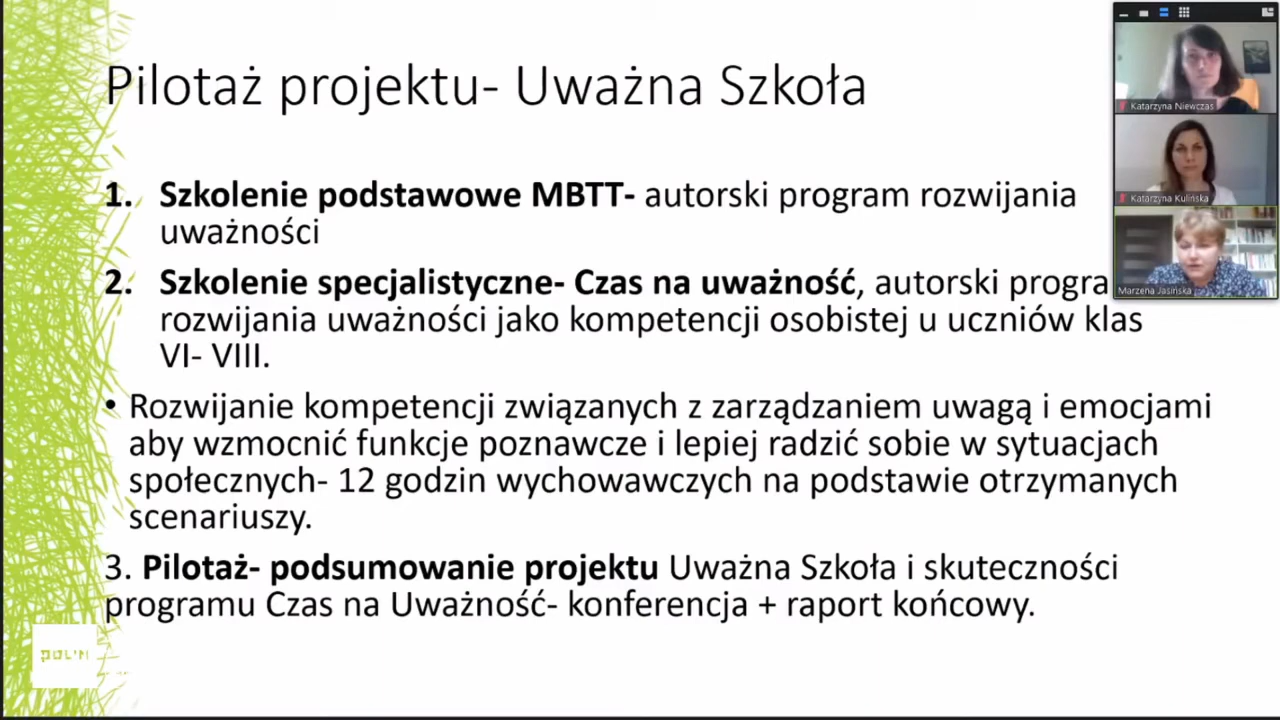 Pilotaż projektu- Uważna Szkoła
1. Szkolenie podstawowe MBTT- autorski program rozwijania
uważności
2. Szkolenie specjalistyczne- Czas na uważność, autorski progra
rozwijania uważności jako kompetencji osobistej u uczniów klas
VI- VIII.
• Rozwijanie kompetencji związanych z zarządzaniem uwagą i emocjami
aby wzmocnić funkcje poznawcze i lepiej radzić sobie w sytuacjach
społecznych- 12 godzin wychowawczych na podstawie otrzymanych
scenariuszy.
3. Pilotaż- podsumowanie projektu Uważna Szkoła i skuteczności
programu Czas na Uważność- konferencja + raport końcowy.
Katarzyna Niewczas
Katarzyna Kulińska
Marzena Jasińska
POL'N